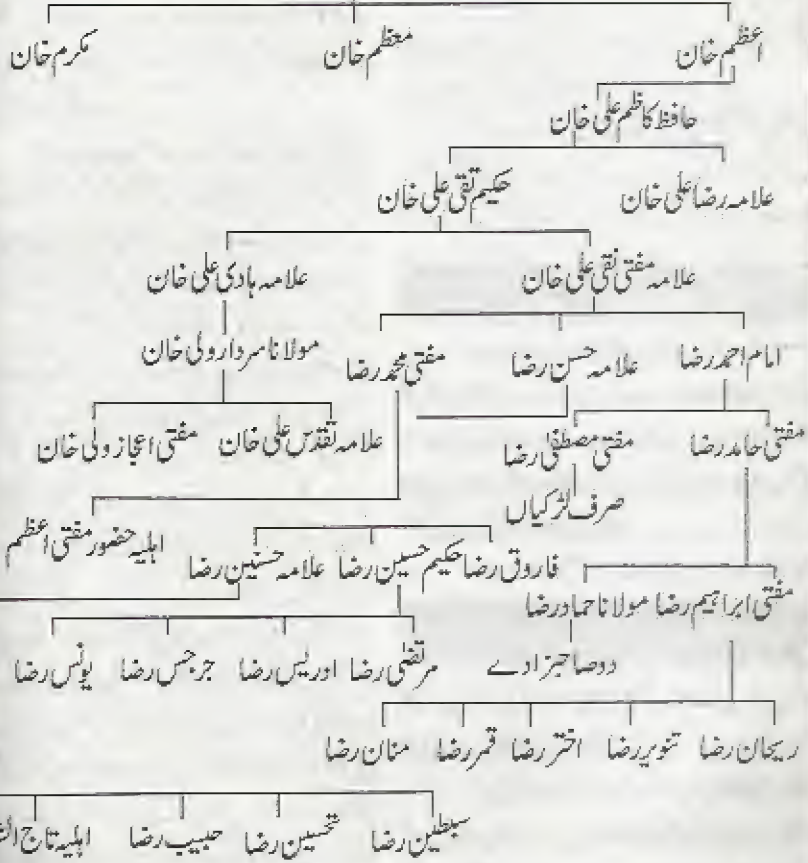 اعظم خان معظم خان مکرم خان
حافظ کاظم علی خان
علامہ رضا علی خان حکیم تقی علی خان
علامہ مفتی نقی علی خان علامہ ہادی علی خان
امام احمد رضا علامہ حسن رضا مفتی محمد رضا مولانا سردار ولی خان
مفتی حامد رضا مفتی مصطفیٰ رضا علامہ تقدس علی خان مفتی اعجاز ولی خان
صرف لڑکیاں
فاروق رضا حکیم حسین رضا علامہ حسنین رضا اہلیہ حضور مفتی اعظم
مفتی ابراہیم رضا مولانا حماد رضا
مرتضی رضا ادریس رضا جرجس رضا یونس رضا
دو صاحبزادے
ریحان رضا تنویر رضا اختر رضا قمر رضا منان رضا
سبطین رضا تحسین رضا حبیب رضا اہلیہ تاج